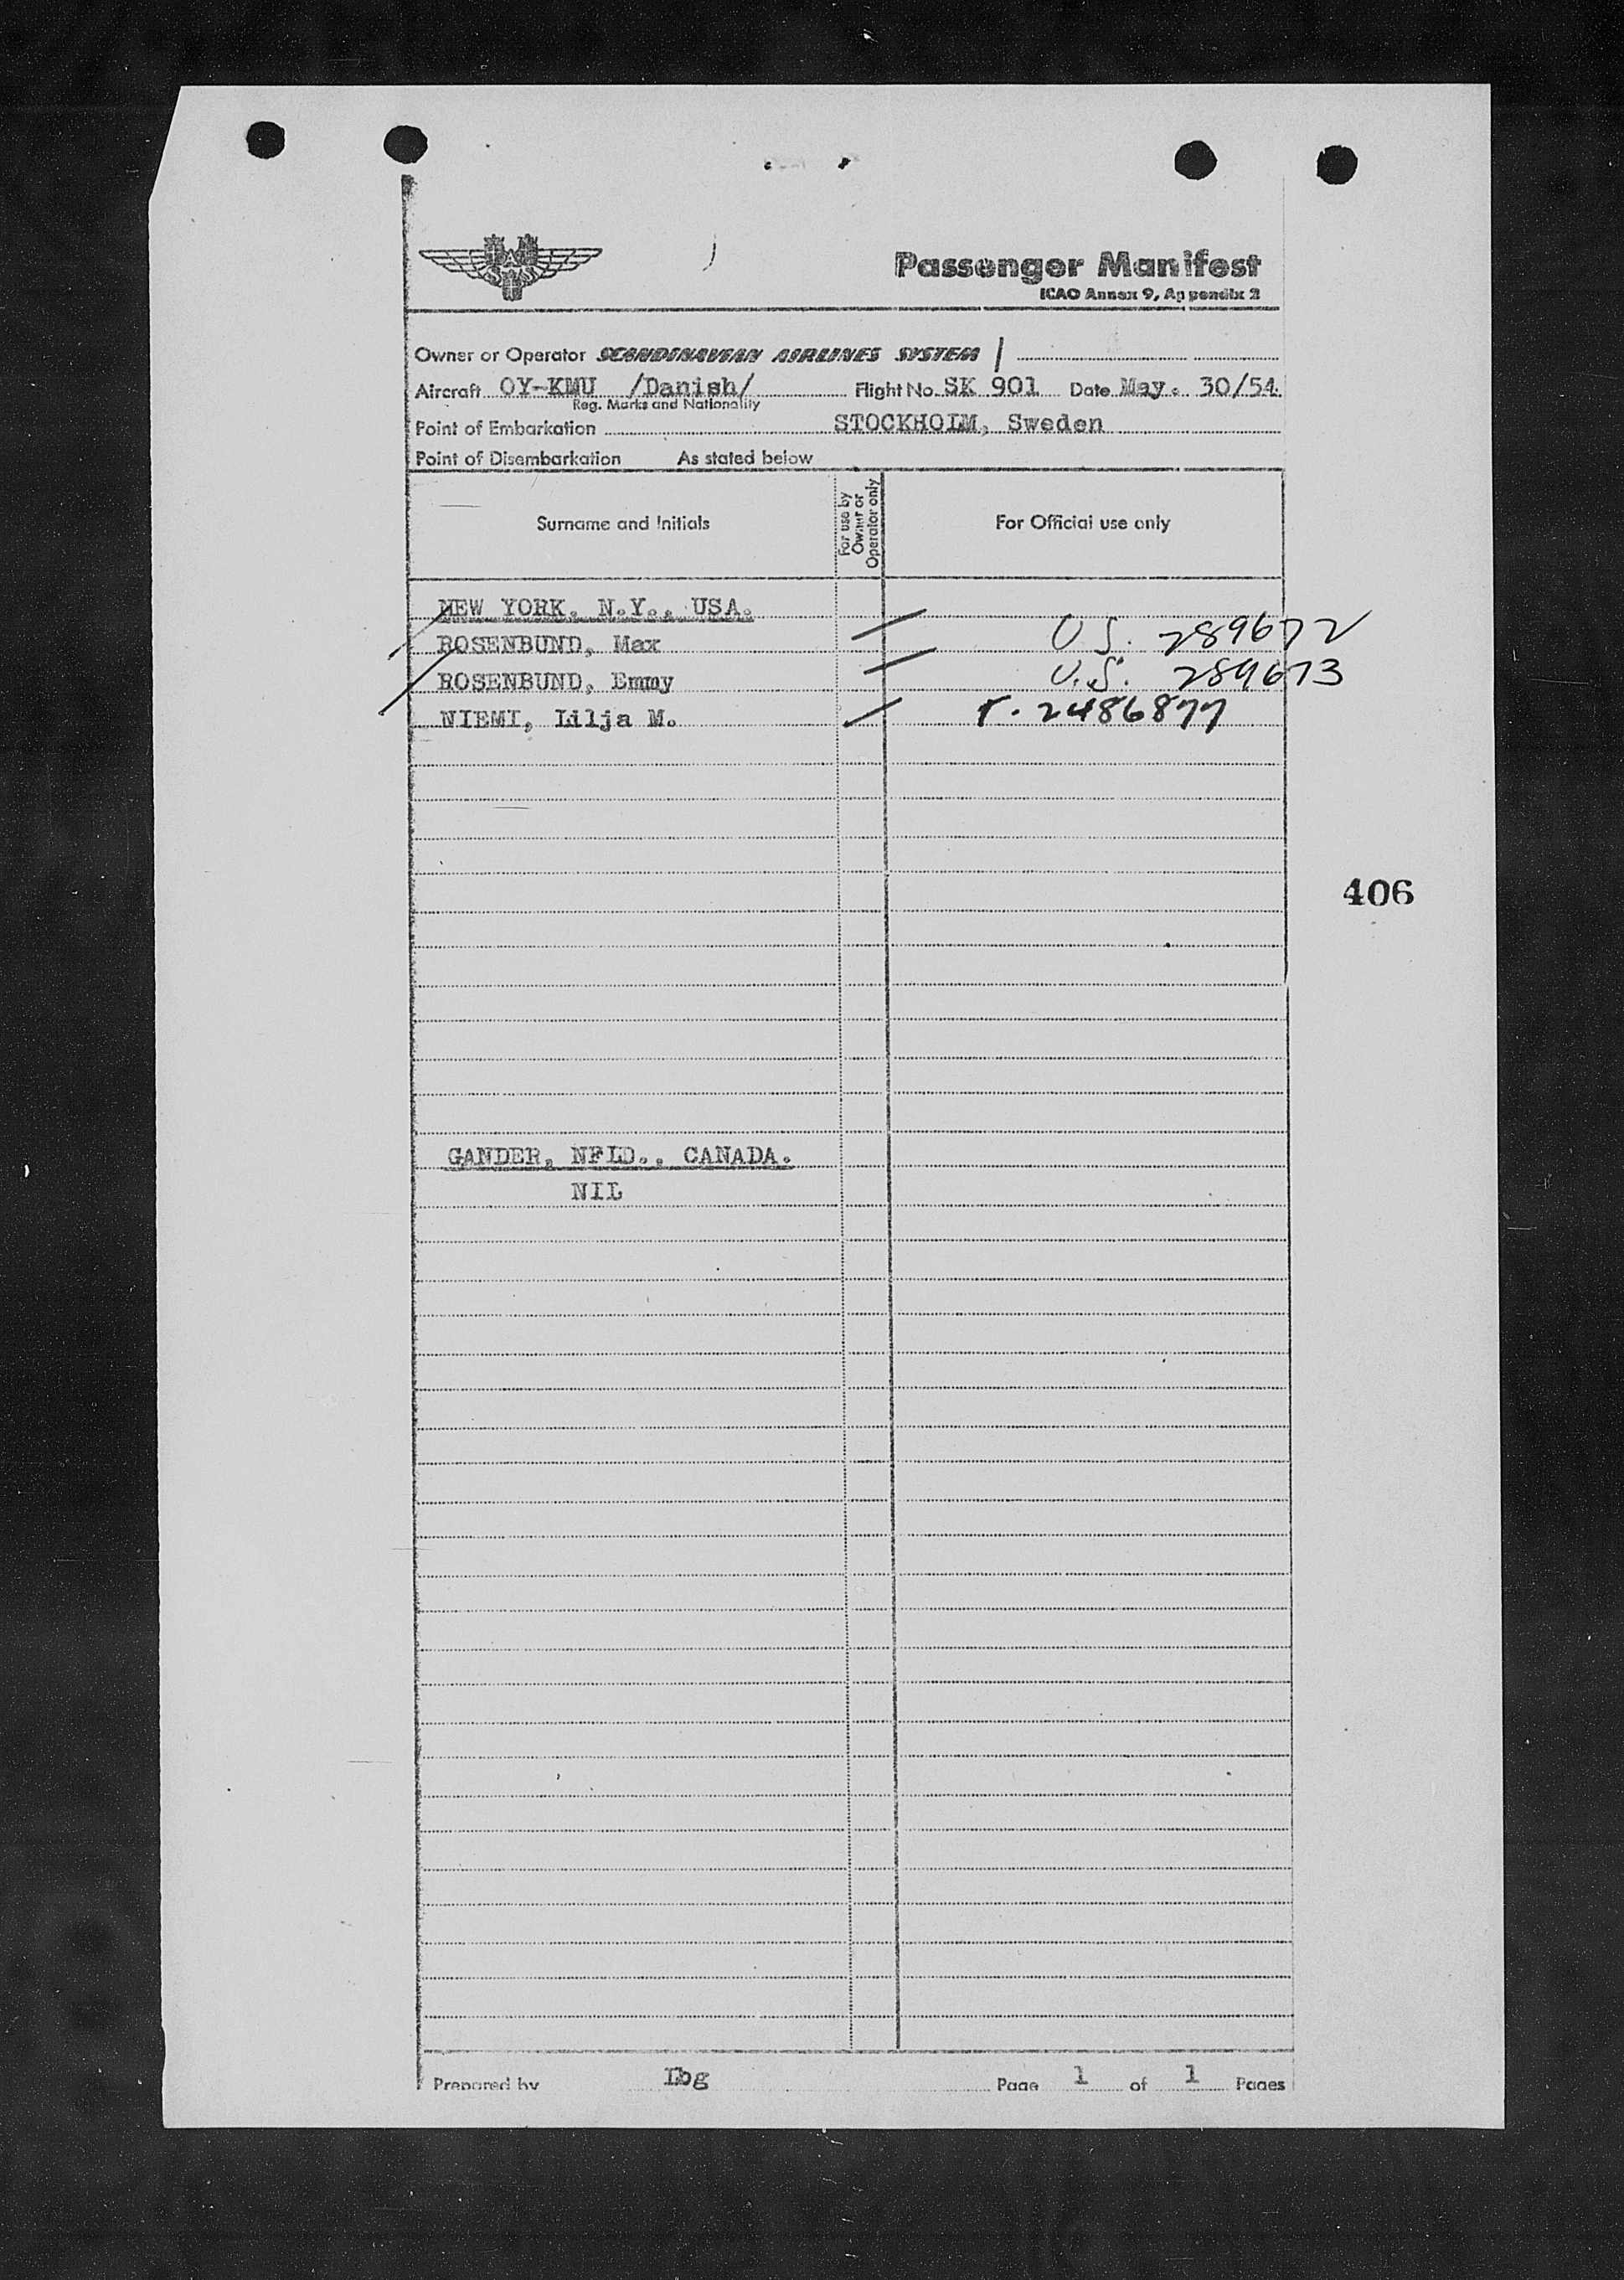 SAS
Passenger Manifest
ICAO Annex 9, Appendix 2
Owner or Operator SCANDINAVIAN AIRLINES SYSTEM
Aircraft OY-KMU /Danish/ Flight No. SK 901 Date May. 30/54.
Reg. Marks and Nationality
Point of Embarkation STOCKHOLM, Sweden
Point of Disembarkation As stated below
Surname and Initials
For use by
Owner or
Operator only
For Official use only
NEW YORK. N.Y., USA.
ROSENBUND, Max U.S. 289672
ROSENBUND, Emmy U.S. 289673
NIEMI, Lilja M. 2486877
406
GANDER, NFLD., CANADA.
NIL
Prepared by Lbg Page 1 of 1 Pages